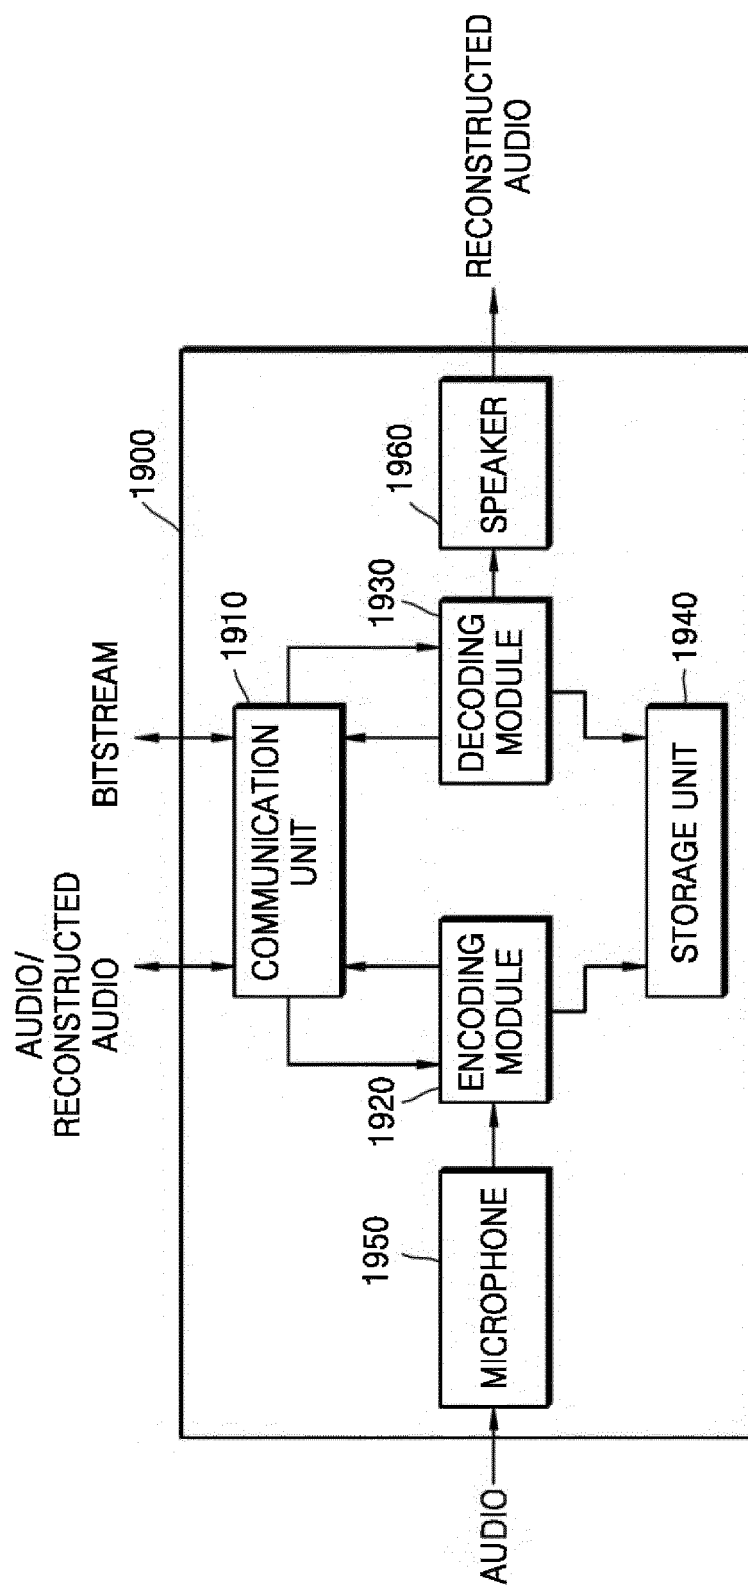 AUDIO/
RECONSTRUCTED
AUDIO
BITSTREAM
1900
1910
COMMUNICATION
UNIT
1950
MICROPHONE
1920
ENCODING
MODULE
1930
DECODING
MODULE
1960
SPEAKER
1940
STORAGE UNIT
AUDIO
RECONSTRUCTED
AUDIO